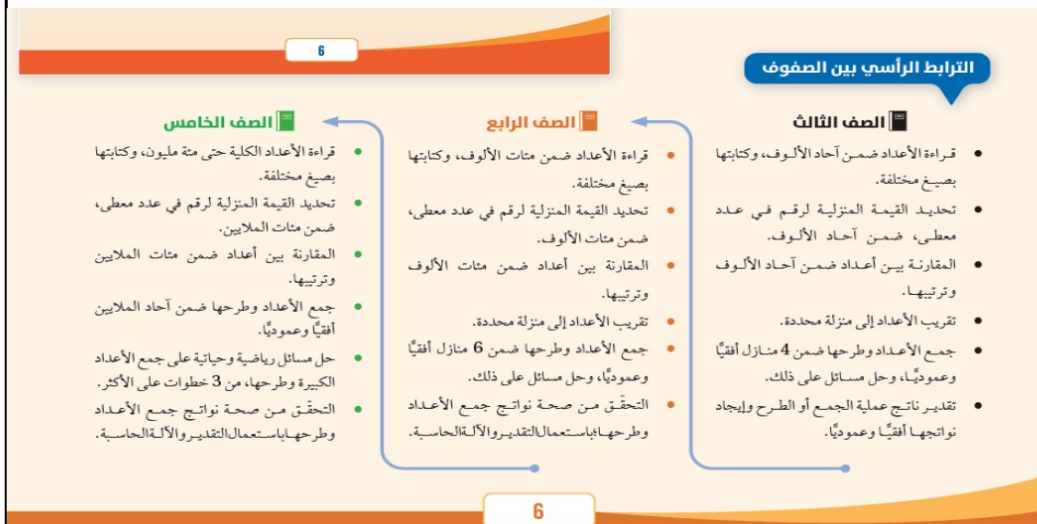 6
الترابط الرأسي بين الصفوف
الصف الثالث
• قراءة الأعداد ضمن آحاد الألوف، وكتابتها
بصيغ مختلفة.
• تحديد القيمة المنزلية لرقم في عدد
معطى، ضمن آحاد الألوف.
• المقارنة بين أعداد ضمن آحاد الألوف
وترتيبها.
• تقريب الأعداد إلى منزلة محددة.
• جمع الأعداد وطرحها ضمن 4 منازل أفقيًّا
وعموديًّا، وحل مسائل على ذلك.
• تقدير ناتج عملية الجمع أو الطرح وإيجاد
نواتجها أفقيًّا وعموديًّا.
الصف الرابع
• قراءة الأعداد ضمن مئات الألوف، وكتابتها
بصيغ مختلفة.
• تحديد القيمة المنزلية لرقم في عدد معطى،
ضمن مئات الألوف.
• المقارنة بين أعداد ضمن مئات الألوف
وترتيبها.
• تقريب الأعداد إلى منزلة محددة.
• جمع الأعداد وطرحها ضمن 6 منازل أفقيًّا
وعموديًّا، وحل مسائل على ذلك.
• التحقّق من صحة نواتج جمع الأعداد
وطرحها؛ باستعمال التقدير والآلة الحاسبة.
الصف الخامس
• قراءة الأعداد الكلية حتى مئة مليون، وكتابتها
بصيغ مختلفة.
• تحديد القيمة المنزلية لرقم في عدد معطى،
ضمن مئات الملايين.
• المقارنة بين أعداد ضمن مئات الملايين
وترتيبها.
• جمع الأعداد وطرحها ضمن آحاد الملايين
أفقيًّا وعموديًّا.
• حل مسائل رياضية وحياتية على جمع الأعداد
الكبيرة وطرحها، من 3 خطوات على الأكثر.
• التحقّق من صحة نواتج جمع الأعداد
وطرحها باستعمال التقدير والآلة الحاسبة.
6